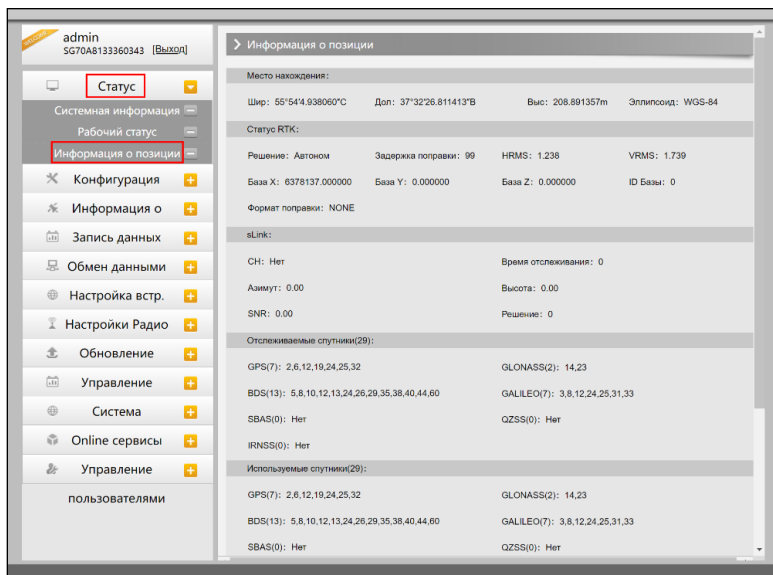 WELCOME
admin
SG70A8133360343 [Выход]
Статус
Системная информация
Рабочий статус
Информация о позиции
Конфигурация
Информация о
Запись данных
Обмен данными
Настройка встр.
Настройки Радио
Обновление
Управление
Система
Online сервисы
Управление
пользователями
Информация о позиции
Место нахождения:
Шир: 55°54'4.938060"С Дол: 37°32'26.811413"В Выс: 208.891357m Эллипсоид: WGS-84
Статус RTK:
Решение: Автоном Задержка поправки: 99 HRMS: 1.238 VRMS: 1.739
База X: 6378137.000000 База Y: 0.000000 База Z: 0.000000 ID Базы: 0
Формат поправки: NONE
sLink:
CH: Нет Время отслеживания: 0
Азимут: 0.00 Высота: 0.00
SNR: 0.00 Решение: 0
Отслеживаемые спутники(29):
GPS(7): 2,6,12,19,24,25,32 GLONASS(2): 14,23
BDS(13): 5,8,10,12,13,24,26,29,35,38,40,44,60 GALILEO(7): 3,8,12,24,25,31,33
SBAS(0): Нет QZSS(0): Нет
IRNSS(0): Нет
Используемые спутники(29):
GPS(7): 2,6,12,19,24,25,32 GLONASS(2): 14,23
BDS(13): 5,8,10,12,13,24,26,29,35,38,40,44,60 GALILEO(7): 3,8,12,24,25,31,33
SBAS(0): Нет QZSS(0): Нет